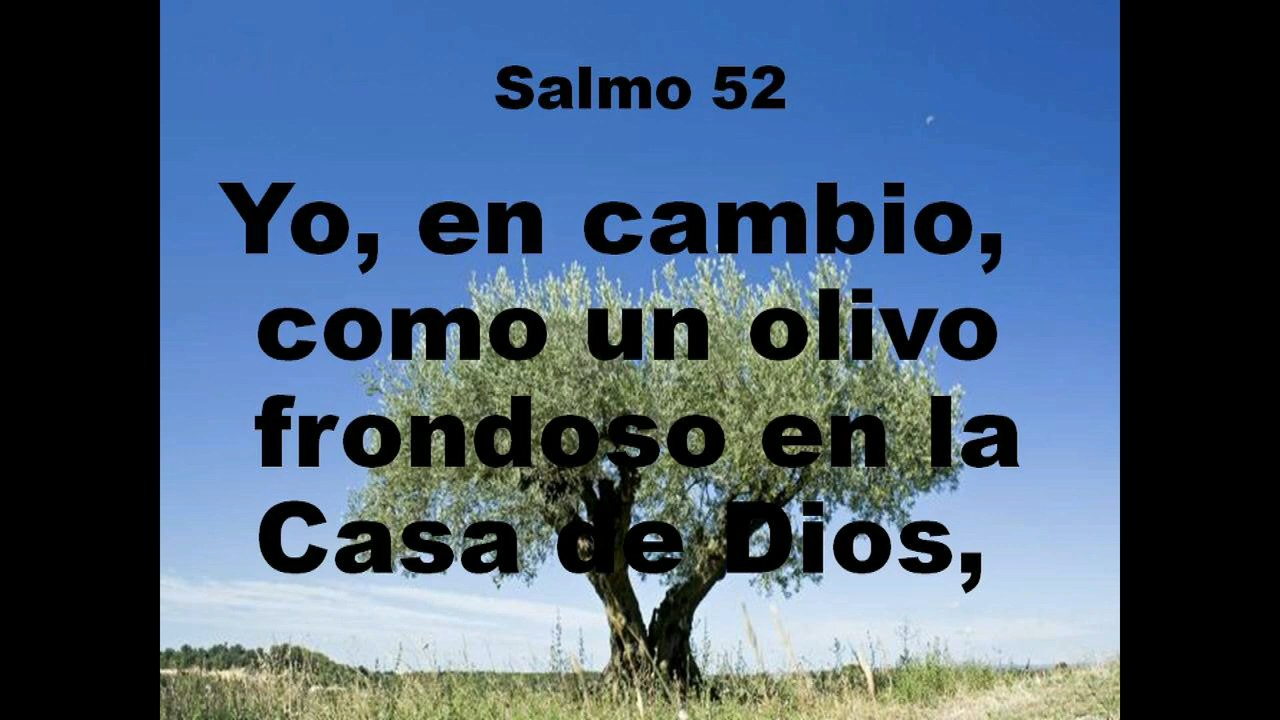 Salmo 52
Yo, en cambio,
como un olivo
frondoso en la
Casa de Dios,